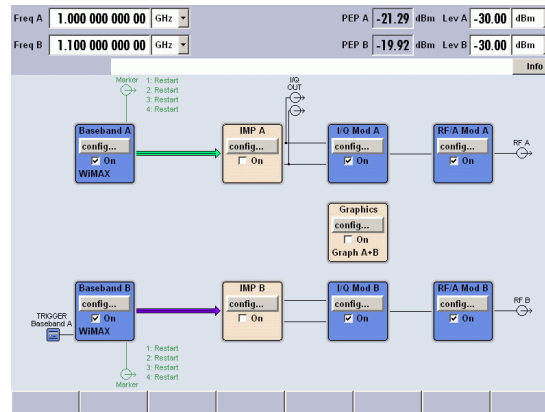 Freq A 1.000 000 000 00 GHz PEP A -21.29 dBm Lev A -30.00 dBm
Freq B 1.100 000 000 00 GHz PEP B -19.92 dBm Lev B -30.00 dBm
Info
Marker
1: Restart
2: Restart
3: Restart
4: Restart
I/Q
OUT
Baseband A
config...
On
WiMAX
IMP A
config...
On
I/Q Mod A
config...
On
RF/A Mod A
config...
On
RF A
Graphics
config...
On
Graph A+B
TRIGGER
Baseband A
Baseband B
config...
On
WiMAX
IMP B
config...
On
I/Q Mod B
config...
On
RF/A Mod B
config...
On
RF B
1: Restart
2: Restart
3: Restart
4: Restart
Marker